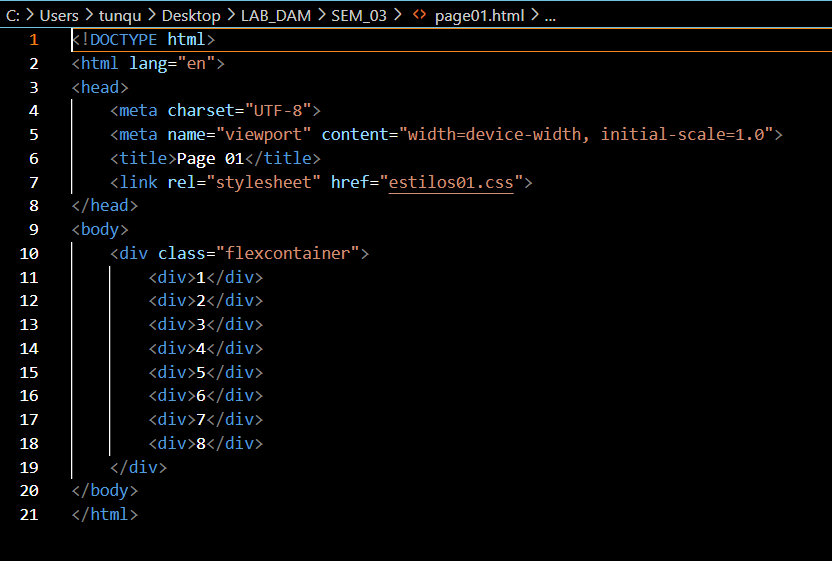 C: > Users > tunqu > Desktop > LAB_DAM > SEM_03 > <> page01.html > ...
1 <!DOCTYPE html>
2 <html lang="en">
3 <head>
4     <meta charset="UTF-8">
5     <meta name="viewport" content="width=device-width, initial-scale=1.0">
6     <title>Page 01</title>
7     <link rel="stylesheet" href="estilos01.css">
8 </head>
9 <body>
10     <div class="flexcontainer">
11         <div>1</div>
12         <div>2</div>
13         <div>3</div>
14         <div>4</div>
15         <div>5</div>
16         <div>6</div>
17         <div>7</div>
18         <div>8</div>
19     </div>
20 </body>
21 </html>